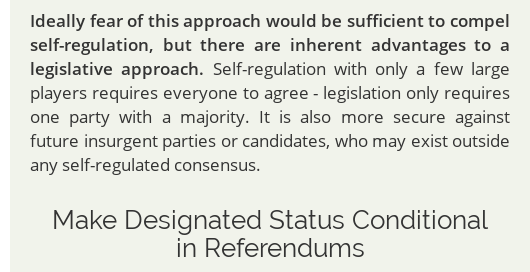 Ideally fear of this approach would be sufficient to compel
self-regulation, but there are inherent advantages to a
legislative approach. Self-regulation with only a few large
players requires everyone to agree - legislation only requires
one party with a majority. It is also more secure against
future insurgent parties or candidates, who may exist outside
any self-regulated consensus.
Make Designated Status Conditional
in Referendums